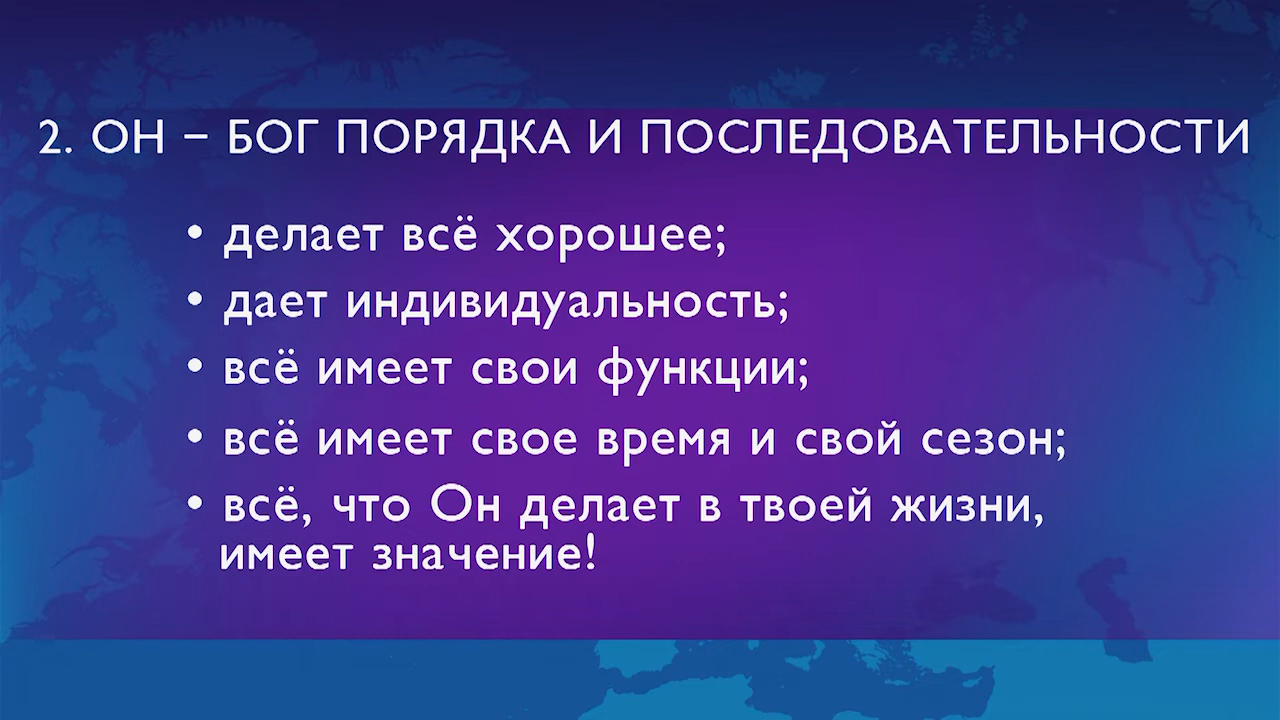 2. ОН – БОГ ПОРЯДКА И ПОСЛЕДОВАТЕЛЬНОСТИ
• делает всё хорошее;
• дает индивидуальность;
• всё имеет свои функции;
• всё имеет свое время и свой сезон;
• всё, что Он делает в твоей жизни,
имеет значение!